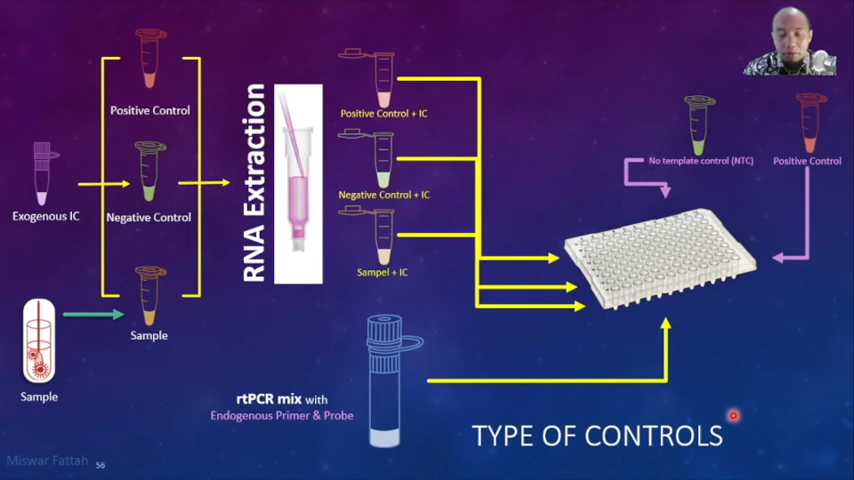 Positive Control
Exogenous IC
Negative Control
Sample
Sample
RNA Extraction
Positive Control + IC
Negative Control + IC
Sampel + IC
No template control (NTC)
Positive Control
rtPCR mix with
Endogenous Primer & Probe
TYPE OF CONTROLS
Miswar Fattah
56